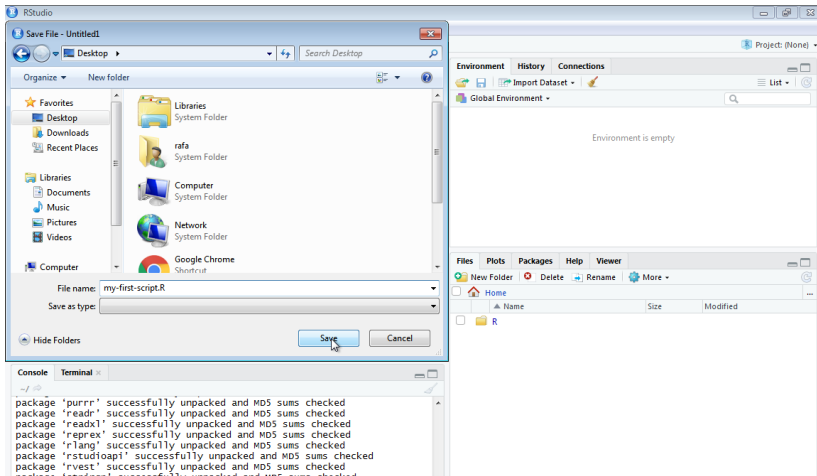 RStudio
Save File - Untitled1
Desktop
Search Desktop
Organize
New folder
Favorites
Desktop
Downloads
Recent Places
Libraries
Documents
Music
Pictures
Videos
Computer
Libraries
System Folder
rafa
System Folder
Computer
System Folder
Network
System Folder
Google Chrome
Shortcut
File name: my-first-script.R
Save as type:
Hide Folders
Save
Cancel
Project: (None)
Environment History Connections
Import Dataset
List
Global Environment
Environment is empty
Files Plots Packages Help Viewer
New Folder Delete Rename More
Home
Name Size Modified
R
Console Terminal
~/
package 'purrr' successfully unpacked and MD5 sums checked
package 'readr' successfully unpacked and MD5 sums checked
package 'readxl' successfully unpacked and MD5 sums checked
package 'reprex' successfully unpacked and MD5 sums checked
package 'rlang' successfully unpacked and MD5 sums checked
package 'rstudioapi' successfully unpacked and MD5 sums checked
package 'rvest' successfully unpacked and MD5 sums checked